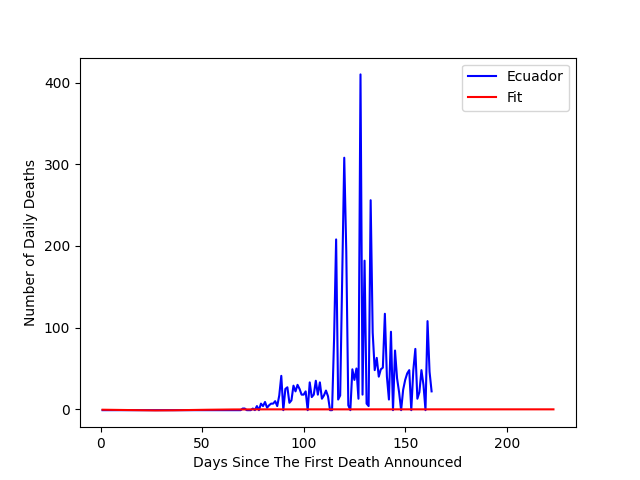 Ecuador
Fit
400
300
200
100
0
Number of Daily Deaths
0 50 100 150 200
Days Since The First Death Announced